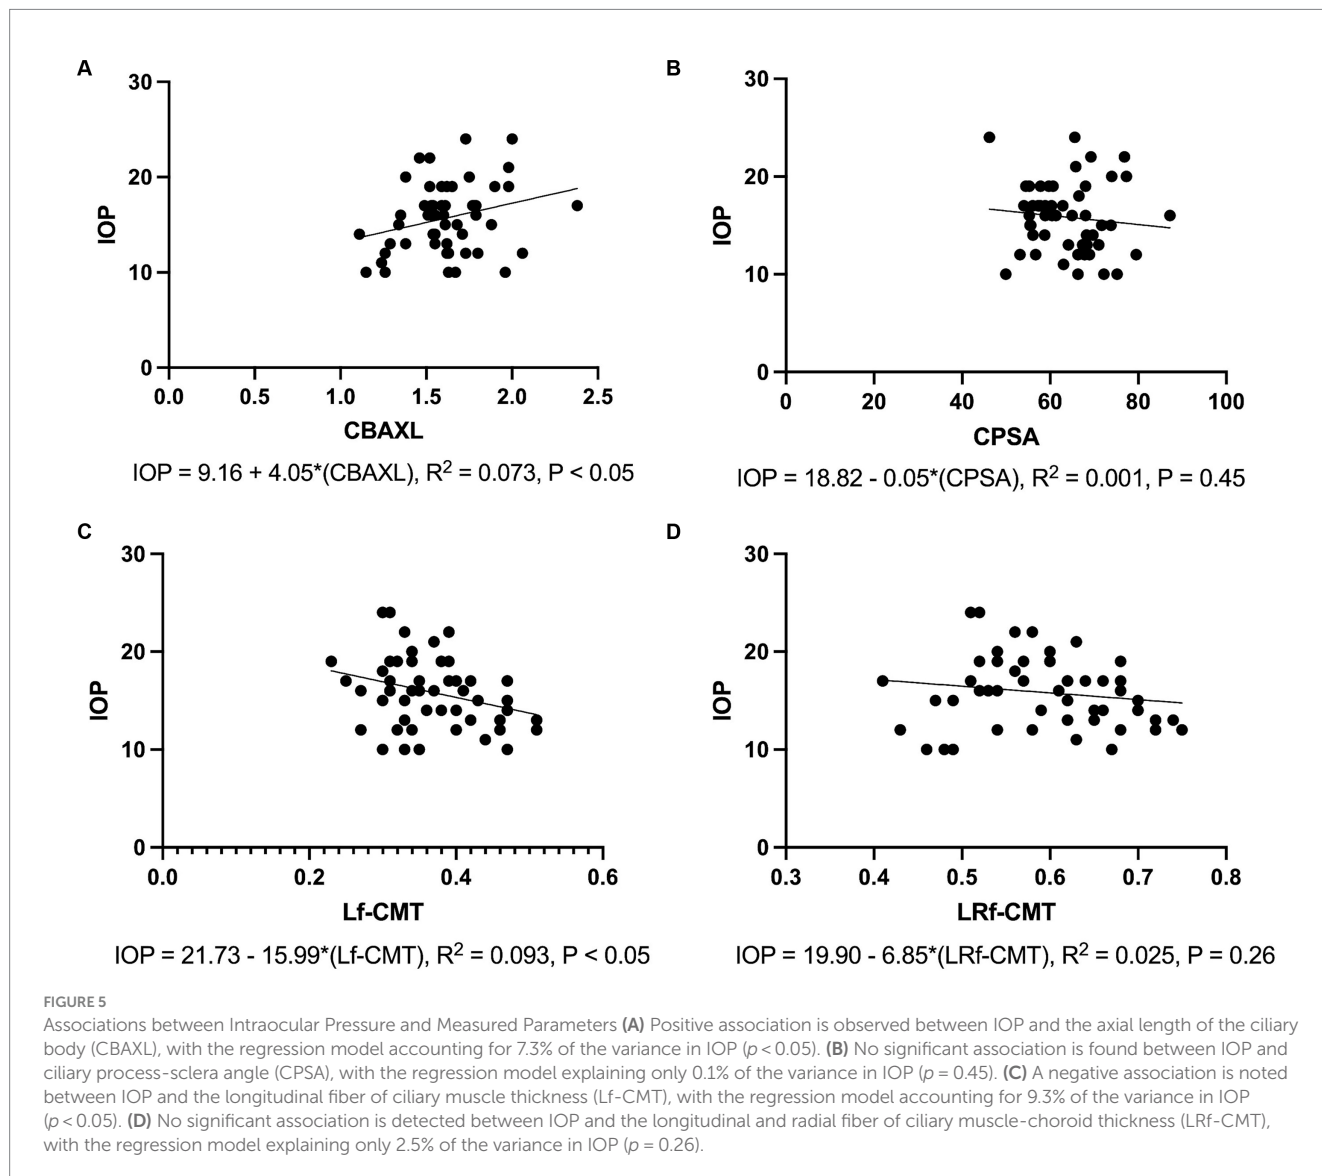 A
30
20
10
0
IOP
0.0 0.5 1.0 1.5 2.0 2.5
CBAXL
IOP = 9.16 + 4.05*(CBAXL), R² = 0.073, P < 0.05
B
30
20
10
0
IOP
0 20 40 60 80 100
CPSA
IOP = 18.82 - 0.05*(CPSA), R² = 0.001, P = 0.45
C
30
20
10
0
IOP
0.0 0.2 0.4 0.6
Lf-CMT
IOP = 21.73 - 15.99*(Lf-CMT), R² = 0.093, P < 0.05
D
30
20
10
0
IOP
0.3 0.4 0.5 0.6 0.7 0.8
LRf-CMT
IOP = 19.90 - 6.85*(LRf-CMT), R² = 0.025, P = 0.26
FIGURE 5
Associations between Intraocular Pressure and Measured Parameters (A) Positive association is observed between IOP and the axial length of the ciliary
body (CBAXL), with the regression model accounting for 7.3% of the variance in IOP (p < 0.05). (B) No significant association is found between IOP and
ciliary process-sclera angle (CPSA), with the regression model explaining only 0.1% of the variance in IOP (p = 0.45). (C) A negative association is noted
between IOP and the longitudinal fiber of ciliary muscle thickness (Lf-CMT), with the regression model accounting for 9.3% of the variance in IOP
(p < 0.05). (D) No significant association is detected between IOP and the longitudinal and radial fiber of ciliary muscle-choroid thickness (LRf-CMT),
with the regression model explaining only 2.5% of the variance in IOP (p = 0.26).